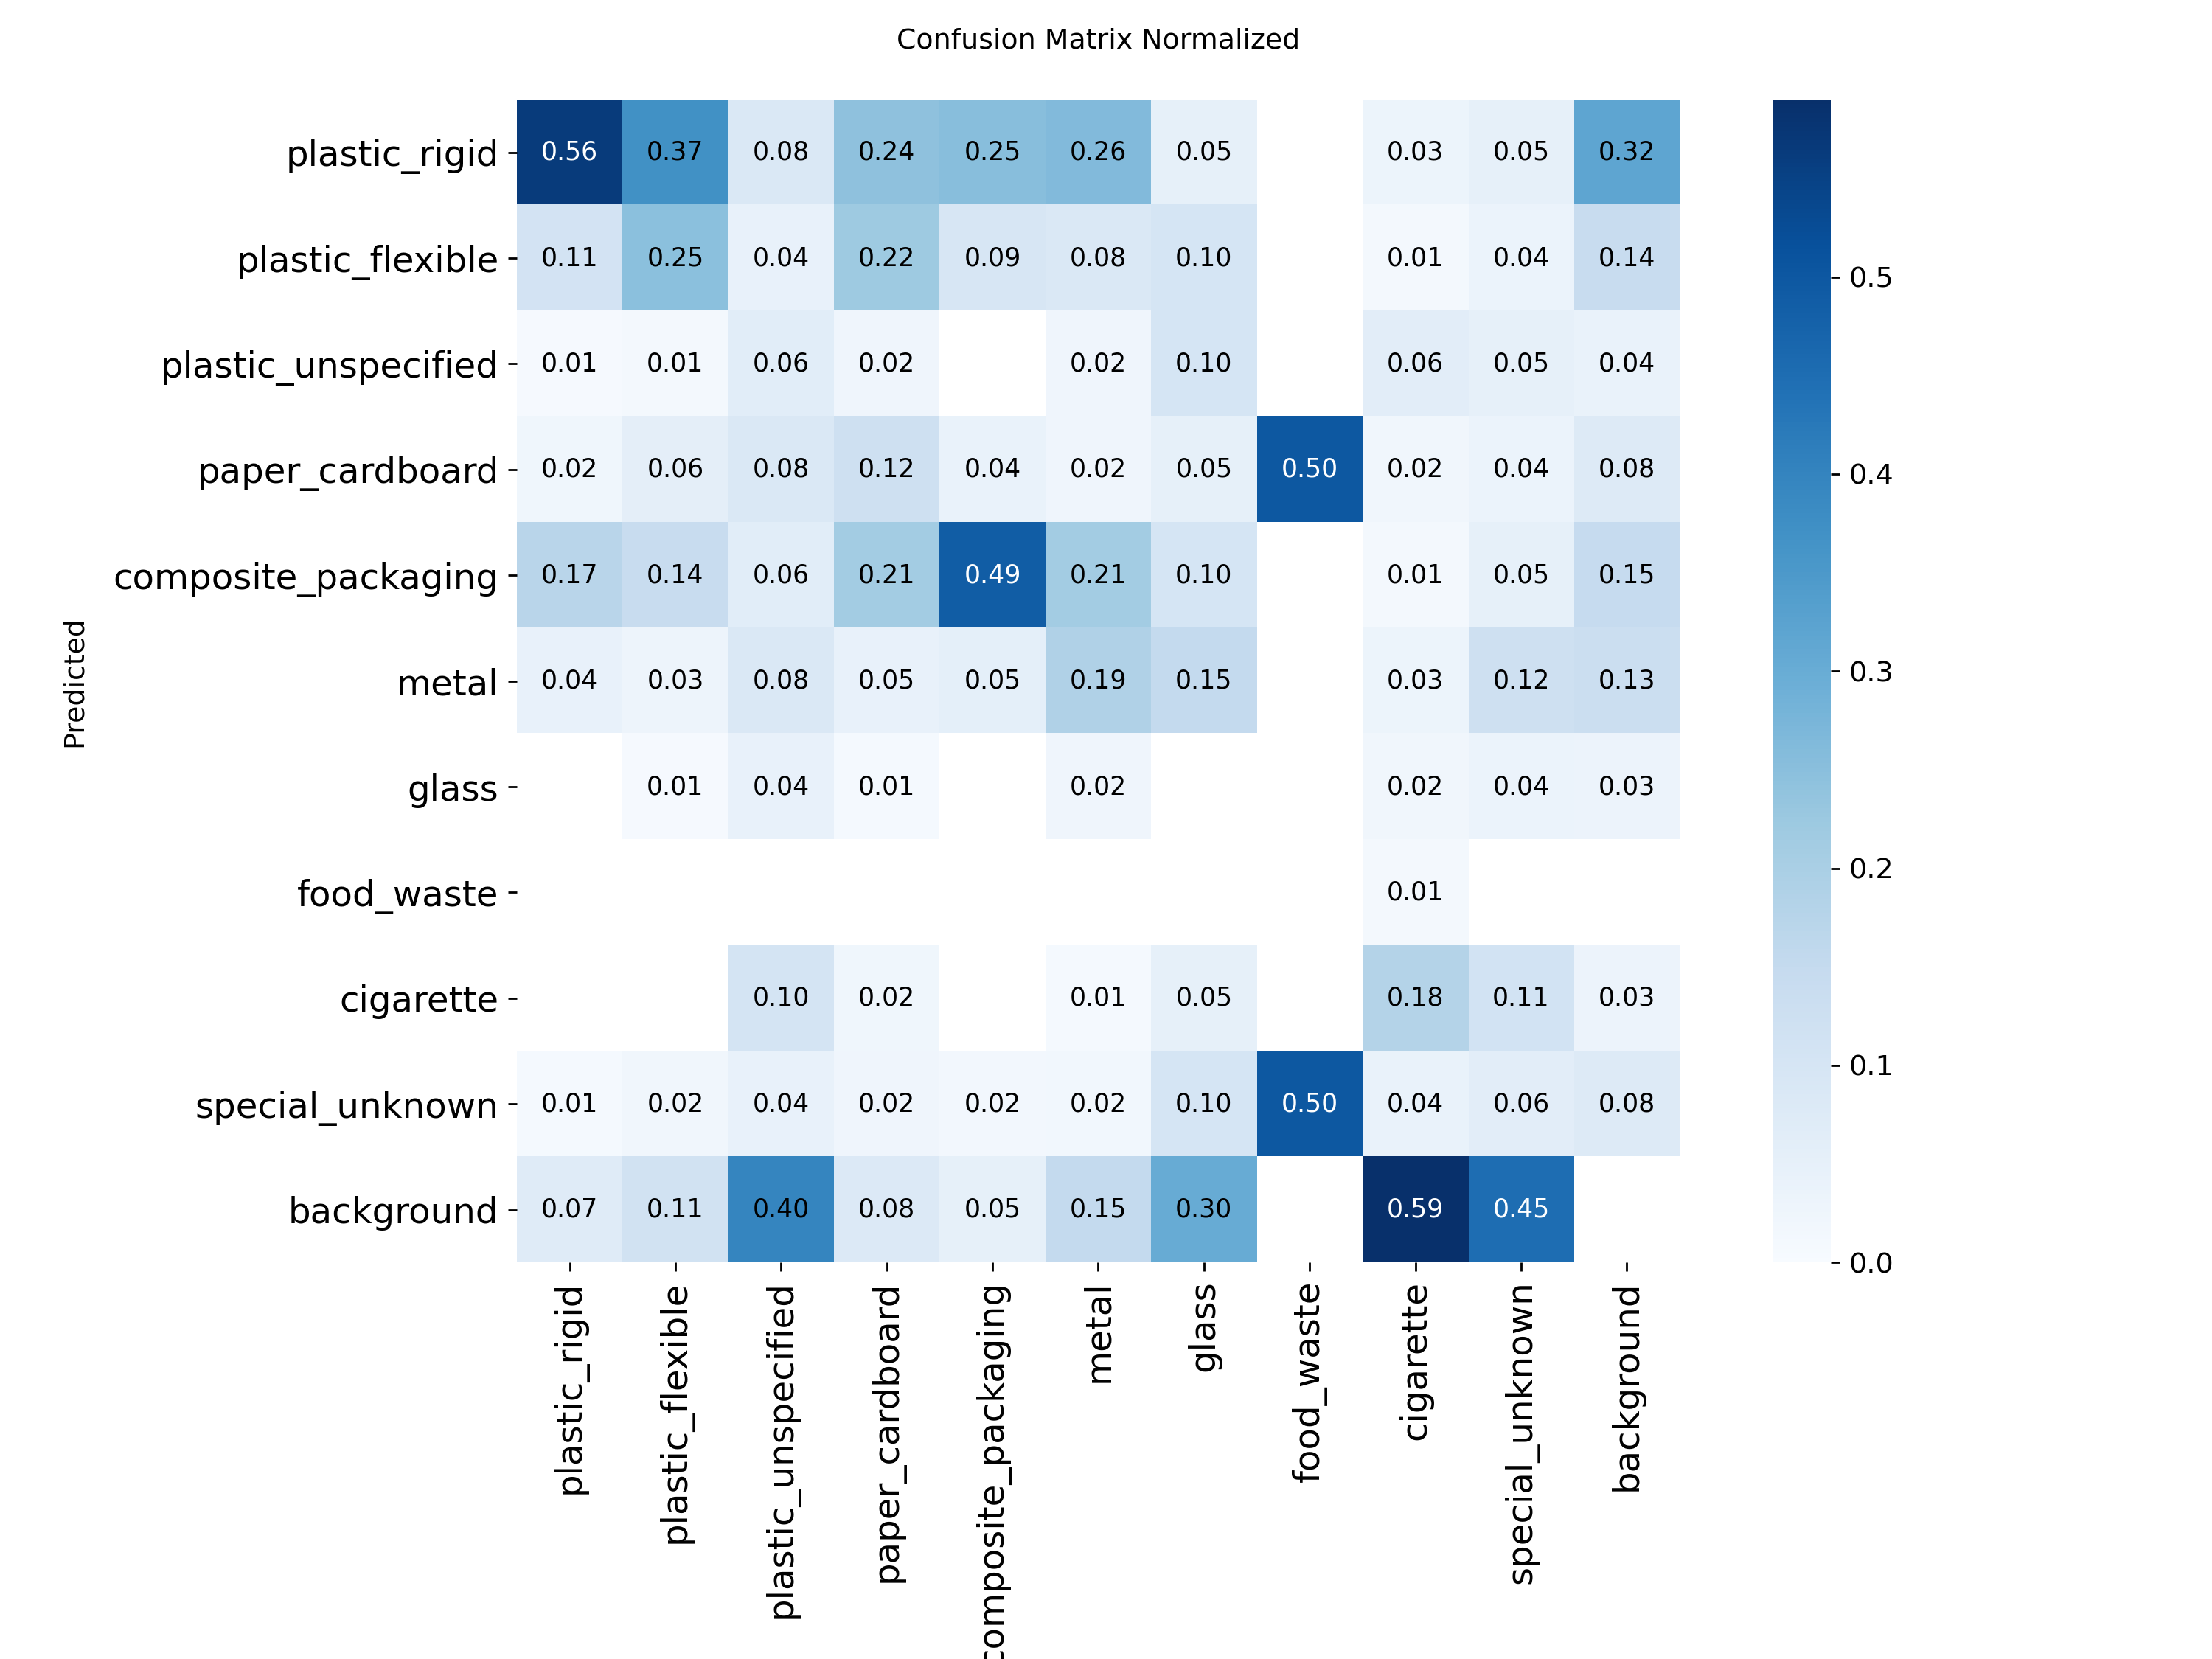 Confusion Matrix Normalized
plastic_rigid 0.56 0.37 0.08 0.24 0.25 0.26 0.05 0.03 0.05 0.32
plastic_flexible 0.11 0.25 0.04 0.22 0.09 0.08 0.10 0.01 0.04 0.14
plastic_unspecified 0.01 0.01 0.06 0.02 0.02 0.10 0.06 0.05 0.04
paper_cardboard 0.02 0.06 0.08 0.12 0.04 0.02 0.05 0.50 0.02 0.04 0.08
composite_packaging 0.17 0.14 0.06 0.21 0.49 0.21 0.10 0.01 0.05 0.15
metal 0.04 0.03 0.08 0.05 0.05 0.19 0.15 0.03 0.12 0.13
glass 0.01 0.04 0.01 0.02 0.02 0.04 0.03
food_waste 0.01
cigarette 0.10 0.02 0.01 0.05 0.18 0.11 0.03
special_unknown 0.01 0.02 0.04 0.02 0.02 0.02 0.10 0.50 0.04 0.06 0.08
background 0.07 0.11 0.40 0.08 0.05 0.15 0.30 0.59 0.45
Predicted
plastic_rigid
plastic_flexible
plastic_unspecified
paper_cardboard
composite_packaging
metal
glass
food_waste
cigarette
special_unknown
background
0.5
0.4
0.3
0.2
0.1
0.0